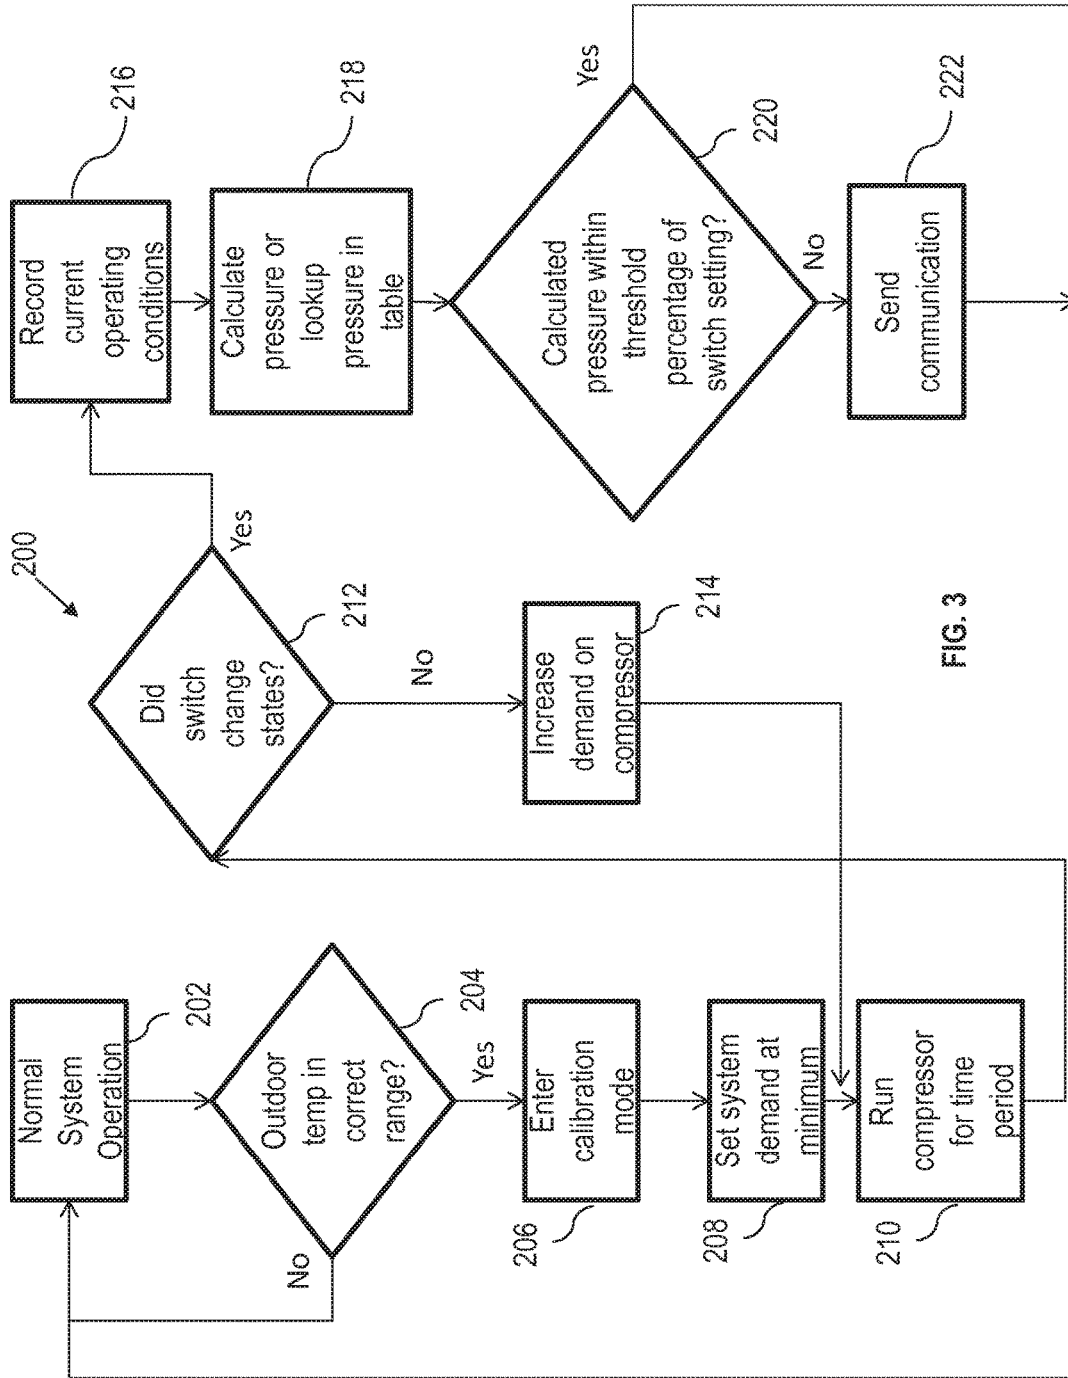 200
Normal
System
Operation
202
Outdoor
temp in
correct
range?
204
No
Yes
Enter
calibration
mode
206
Set system
demand at
minimum
208
Run
compressor
for time
period
210
Did
switch
change
states?
212
Yes
No
Increase
demand on
compressor
214
Record
current
operating
conditions
216
Calculate
pressure or
lookup
pressure in
table
218
Calculated
pressure within
threshold
percentage of
switch setting?
220
Yes
No
Send
communication
222
FIG. 3